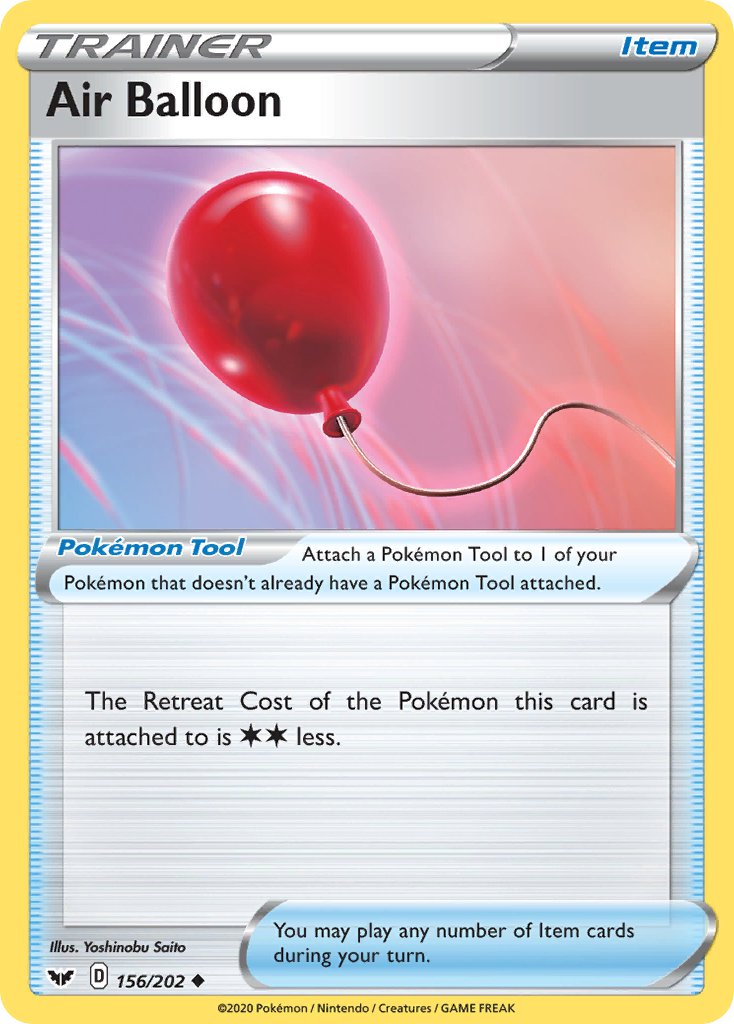 TRAINER Item
Air Balloon
Pokémon Tool Attach a Pokémon Tool to 1 of your
Pokémon that doesn't already have a Pokémon Tool attached.
The Retreat Cost of the Pokémon this card is
attached to is ✶✶ less.
You may play any number of Item cards
during your turn.
Illus. Yoshinobu Saito
D 156/202 ◆
©2020 Pokémon / Nintendo / Creatures / GAME FREAK